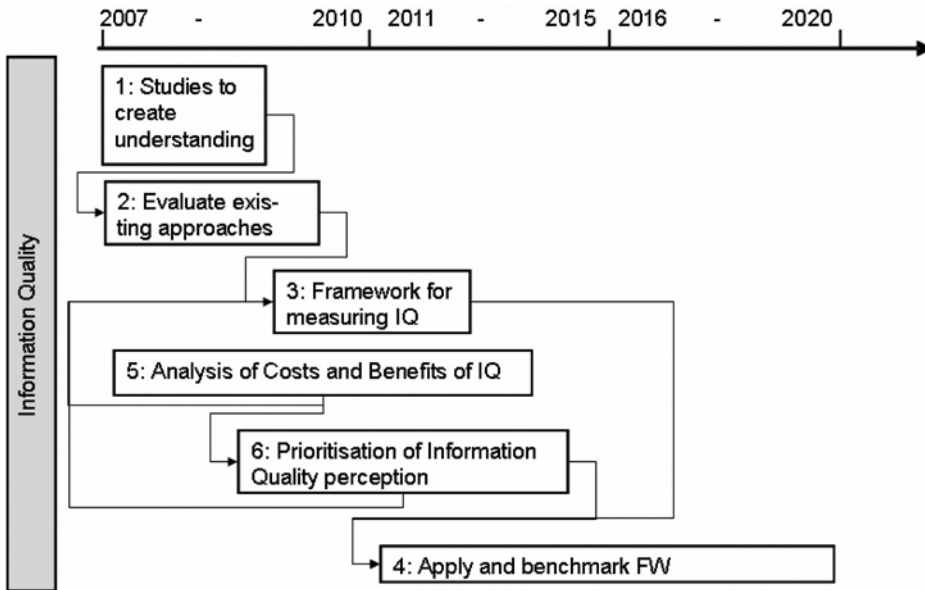 2007 - 2010 2011 - 2015 2016 - 2020
Information Quality
1: Studies to
create
understanding
2: Evaluate exis-
ting approaches
3: Framework for
measuring IQ
5: Analysis of Costs and Benefits of IQ
6: Prioritisation of Information
Quality perception
4: Apply and benchmark FW